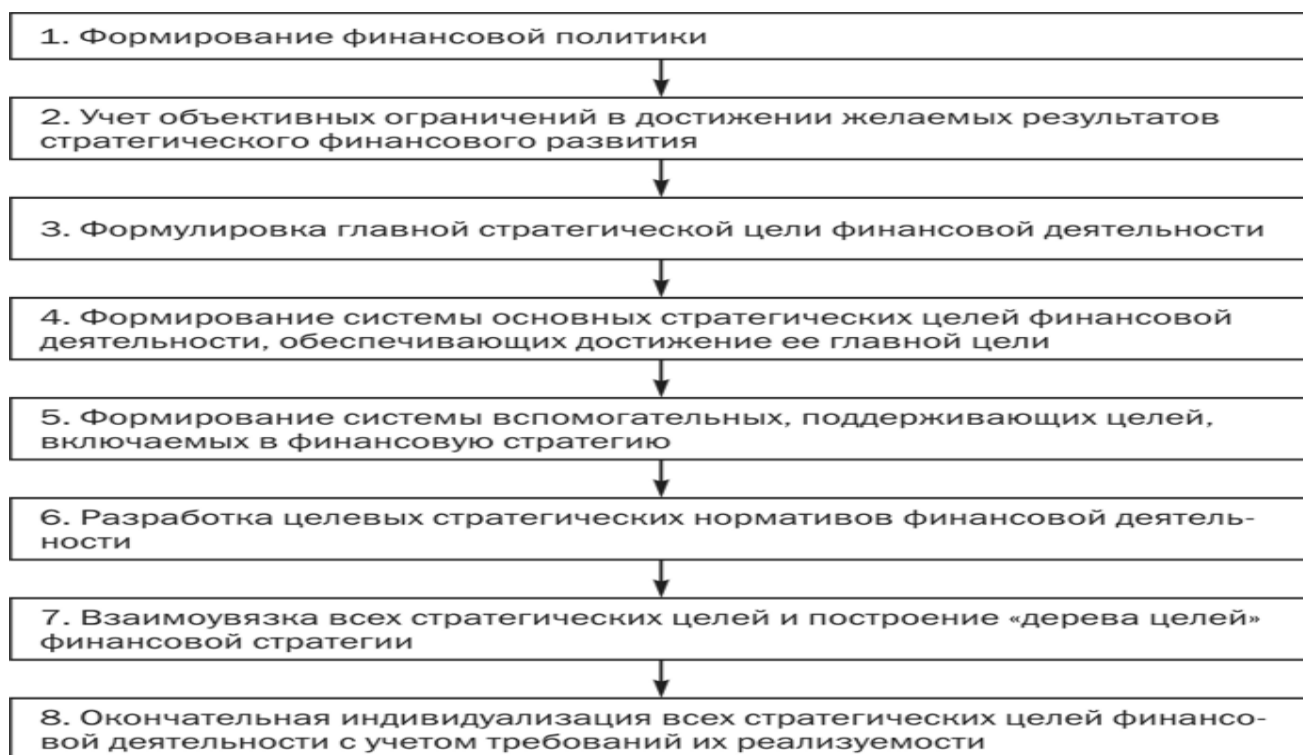 1. Формирование финансовой политики
2. Учет объективных ограничений в достижении желаемых результатов
стратегического финансового развития
3. Формулировка главной стратегической цели финансовой деятельности
4. Формирование системы основных стратегических целей финансовой
деятельности, обеспечивающих достижение ее главной цели
5. Формирование системы вспомогательных, поддерживающих целей,
включаемых в финансовую стратегию
6. Разработка целевых стратегических нормативов финансовой деятель-
ности
7. Взаимоувязка всех стратегических целей и построение «дерева целей»
финансовой стратегии
8. Окончательная индивидуализация всех стратегических целей финансо-
вой деятельности с учетом требований их реализуемости